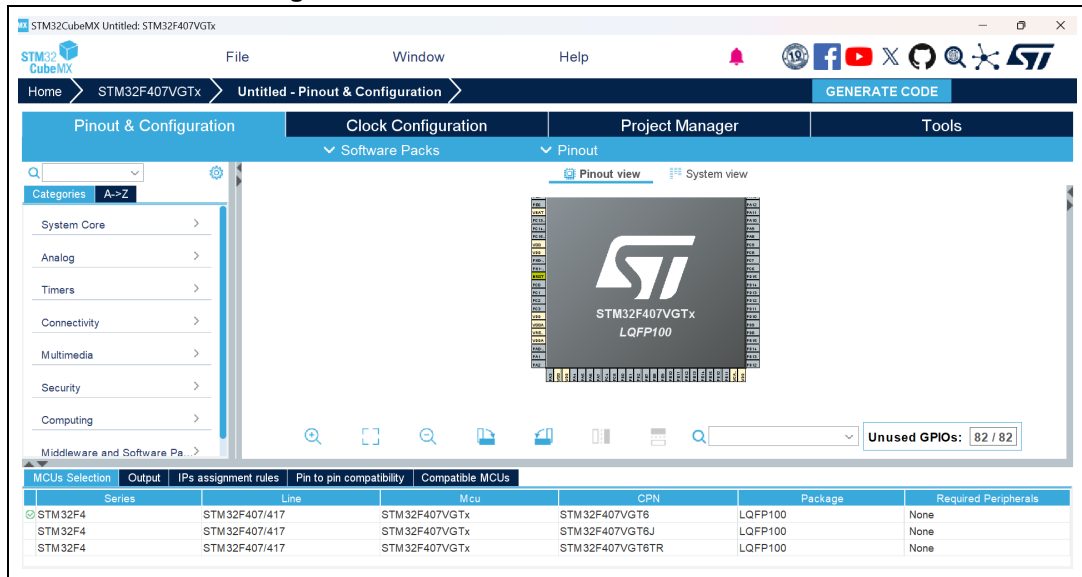 STM32CubeMX Untitled: STM32F407VGTx
STM32 CubeMX File Window Help
Home STM32F407VGTx Untitled - Pinout & Configuration GENERATE CODE
Pinout & Configuration Clock Configuration Project Manager Tools
Software Packs Pinout
Pinout view System view
Categories A->Z
System Core
Analog
Timers
Connectivity
Multimedia
Security
Computing
Middleware and Software Pa...
STM32F407VGTx
LQFP100
Unused GPIOs: 82 / 82
MCUs Selection Output IPs assignment rules Pin to pin compatibility Compatible MCUs
Series Line Mcu CPN Package Required Peripherals
STM32F4 STM32F407/417 STM32F407VGTx STM32F407VGT6 LQFP100 None
STM32F4 STM32F407/417 STM32F407VGTx STM32F407VGT6J LQFP100 None
STM32F4 STM32F407/417 STM32F407VGTx STM32F407VGT6TR LQFP100 None